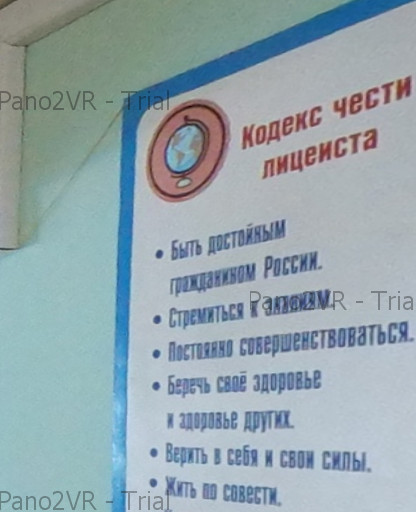 Pano2VR - Trial
Кодекс чести
лицеиста
• Быть достойным
гражданином России.
• Стремиться к знаниям.
Pano2VR - Tria
• Постоянно совершенствоваться.
• Беречь своё здоровье
и здоровье других.
• Верить в себя и свои силы.
• Жить по совести.
Pano2VR - Trial